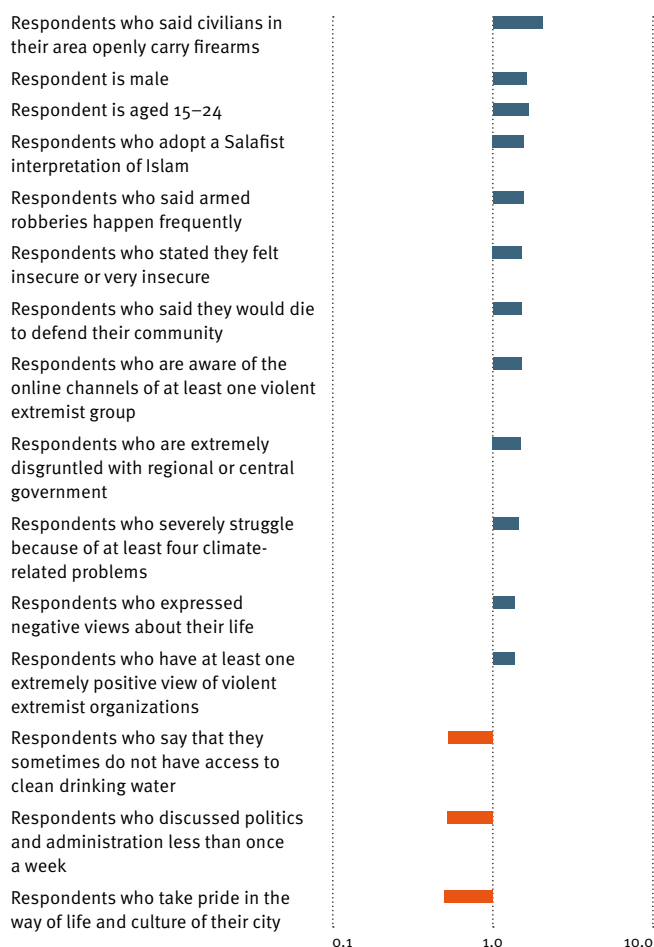 Respondents who said civilians in
their area openly carry firearms
Respondent is male
Respondent is aged 15–24
Respondents who adopt a Salafist
interpretation of Islam
Respondents who said armed
robberies happen frequently
Respondents who stated they felt
insecure or very insecure
Respondents who said they would die
to defend their community
Respondents who are aware of the
online channels of at least one violent
extremist group
Respondents who are extremely
disgruntled with regional or central
government
Respondents who severely struggle
because of at least four climate-
related problems
Respondents who expressed
negative views about their life
Respondents who have at least one
extremely positive view of violent
extremist organizations
Respondents who say that they
sometimes do not have access to
clean drinking water
Respondents who discussed politics
and administration less than once
a week
Respondents who take pride in the
way of life and culture of their city
0.1 1.0 10.0